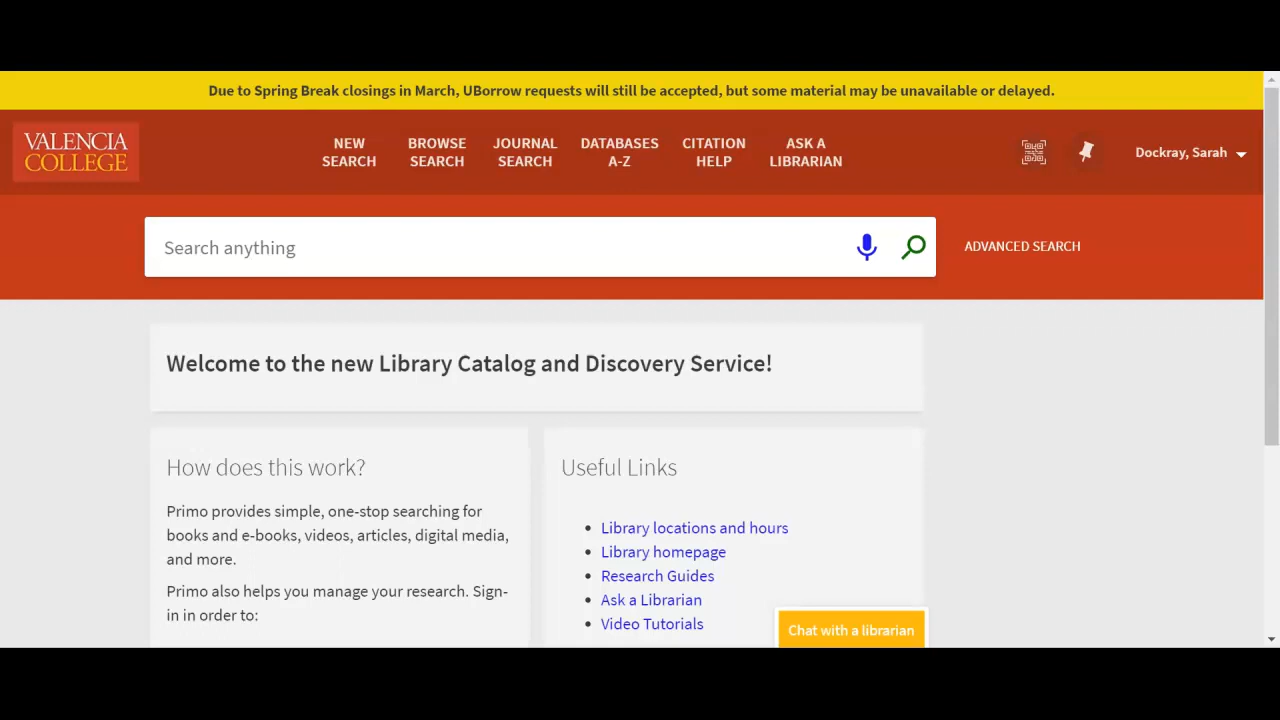 Due to Spring Break closings in March, UBorrow requests will still be accepted, but some material may be unavailable or delayed.
VALENCIA
COLLEGE
NEW
SEARCH
BROWSE
SEARCH
JOURNAL
SEARCH
DATABASES
A-Z
CITATION
HELP
ASK A
LIBRARIAN
Dockray, Sarah
Search anything
ADVANCED SEARCH
Welcome to the new Library Catalog and Discovery Service!
How does this work?
Primo provides simple, one-stop searching for
books and e-books, videos, articles, digital media,
and more.
Primo also helps you manage your research. Sign-
in in order to:
Useful Links
• Library locations and hours
• Library homepage
• Research Guides
• Ask a Librarian
• Video Tutorials
Chat with a librarian